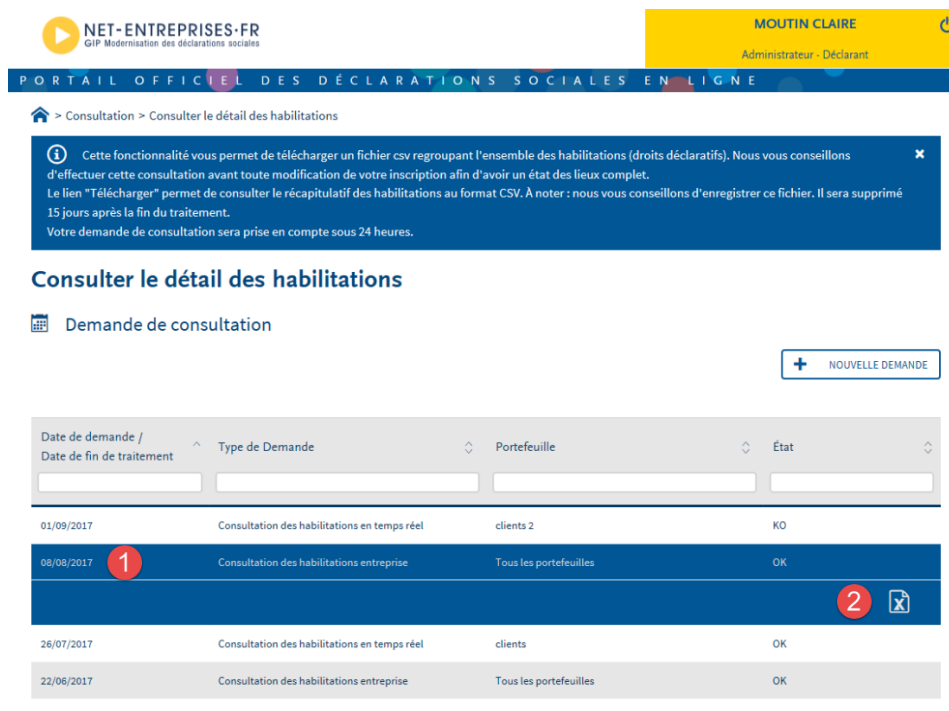 NET-ENTREPRISES·FR
GIP Modernisation des déclarations sociales
MOUTIN CLAIRE
Administrateur - Déclarant
PORTAIL OFFICIEL DES DÉCLARATIONS SOCIALES EN LIGNE
> Consultation > Consulter le détail des habilitations
Cette fonctionnalité vous permet de télécharger un fichier csv regroupant l'ensemble des habilitations (droits déclaratifs). Nous vous conseillons
d'effectuer cette consultation avant toute modification de votre inscription afin d'avoir un état des lieux complet.
Le lien "Télécharger" permet de consulter le récapitulatif des habilitations au format CSV. À noter : nous vous conseillons d'enregistrer ce fichier. Il sera supprimé
15 jours après la fin du traitement.
Votre demande de consultation sera prise en compte sous 24 heures.
Consulter le détail des habilitations
Demande de consultation
+ NOUVELLE DEMANDE
Date de demande /
Date de fin de traitement Type de Demande Portefeuille État
01/09/2017 Consultation des habilitations en temps réel clients 2 KO
08/08/2017 1 Consultation des habilitations entreprise Tous les portefeuilles OK
2
26/07/2017 Consultation des habilitations en temps réel clients OK
22/06/2017 Consultation des habilitations entreprise Tous les portefeuilles OK